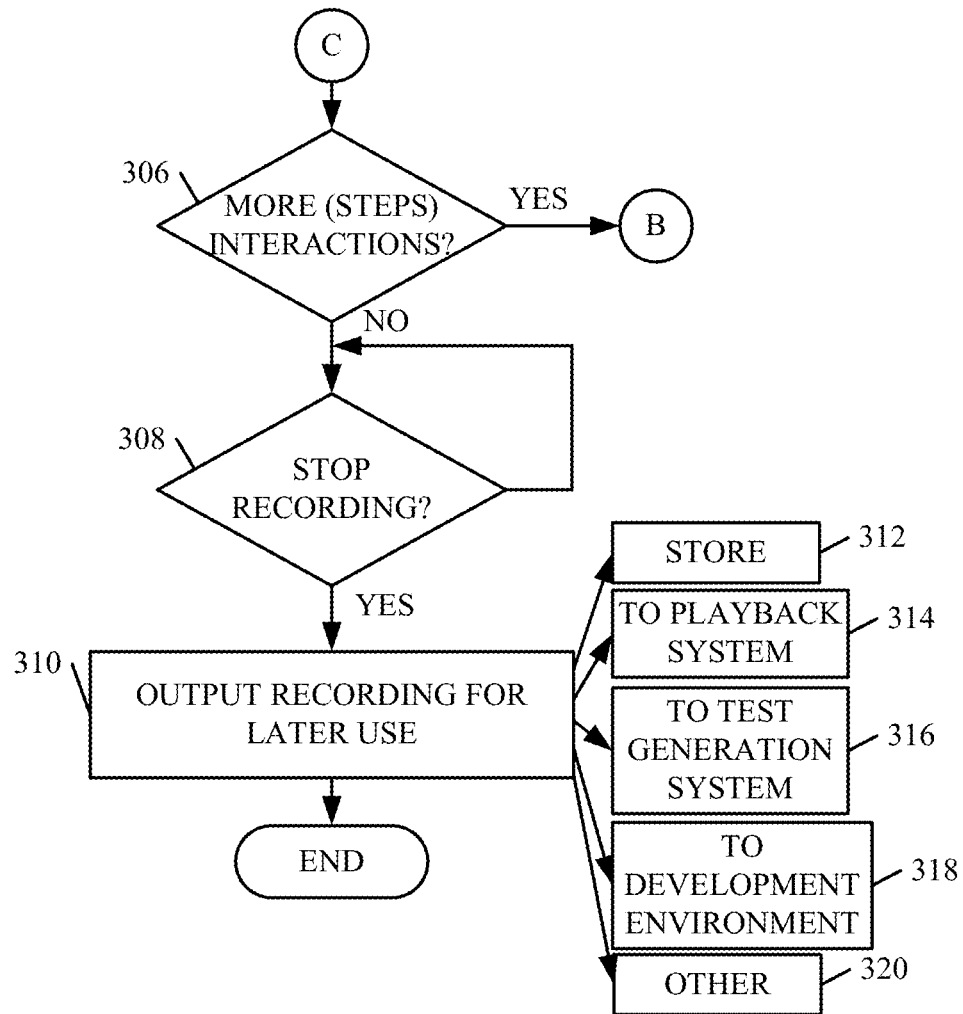 C
306
MORE (STEPS)
INTERACTIONS?
YES
B
NO
308
STOP
RECORDING?
YES
310
OUTPUT RECORDING FOR
LATER USE
STORE
312
TO PLAYBACK
SYSTEM
314
TO TEST
GENERATION
SYSTEM
316
TO
DEVELOPMENT
ENVIRONMENT
318
OTHER
320
END